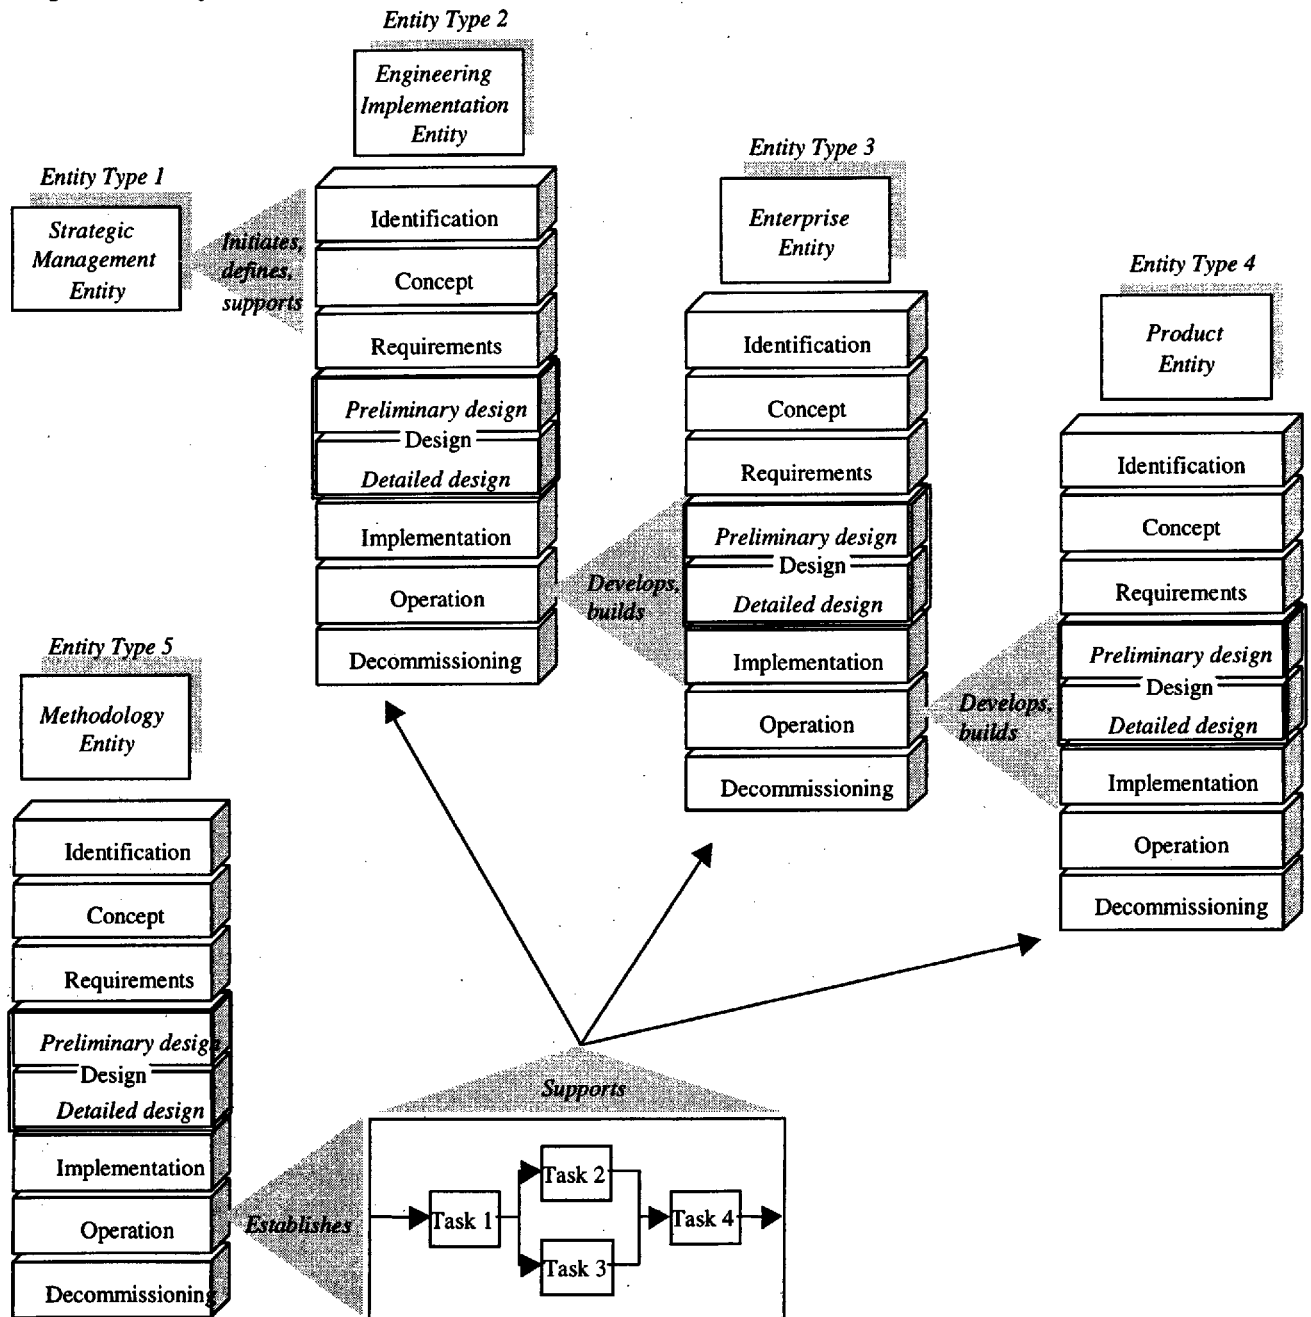 Entity Type 2
Engineering
Implementation
Entity
Identification
Concept
Requirements
Preliminary design
Design
Detailed design
Implementation
Operation
Decommissioning
Entity Type 1
Strategic
Management
Entity
Initiates,
defines,
supports
Entity Type 3
Enterprise
Entity
Identification
Concept
Requirements
Preliminary design
Design
Detailed design
Implementation
Operation
Decommissioning
Develops,
builds
Entity Type 4
Product
Entity
Identification
Concept
Requirements
Preliminary design
Design
Detailed design
Implementation
Operation
Decommissioning
Develops,
builds
Entity Type 5
Methodology
Entity
Identification
Concept
Requirements
Preliminary design
Design
Detailed design
Implementation
Operation
Decommissioning
Establishes
Supports
Task 1
Task 2
Task 3
Task 4